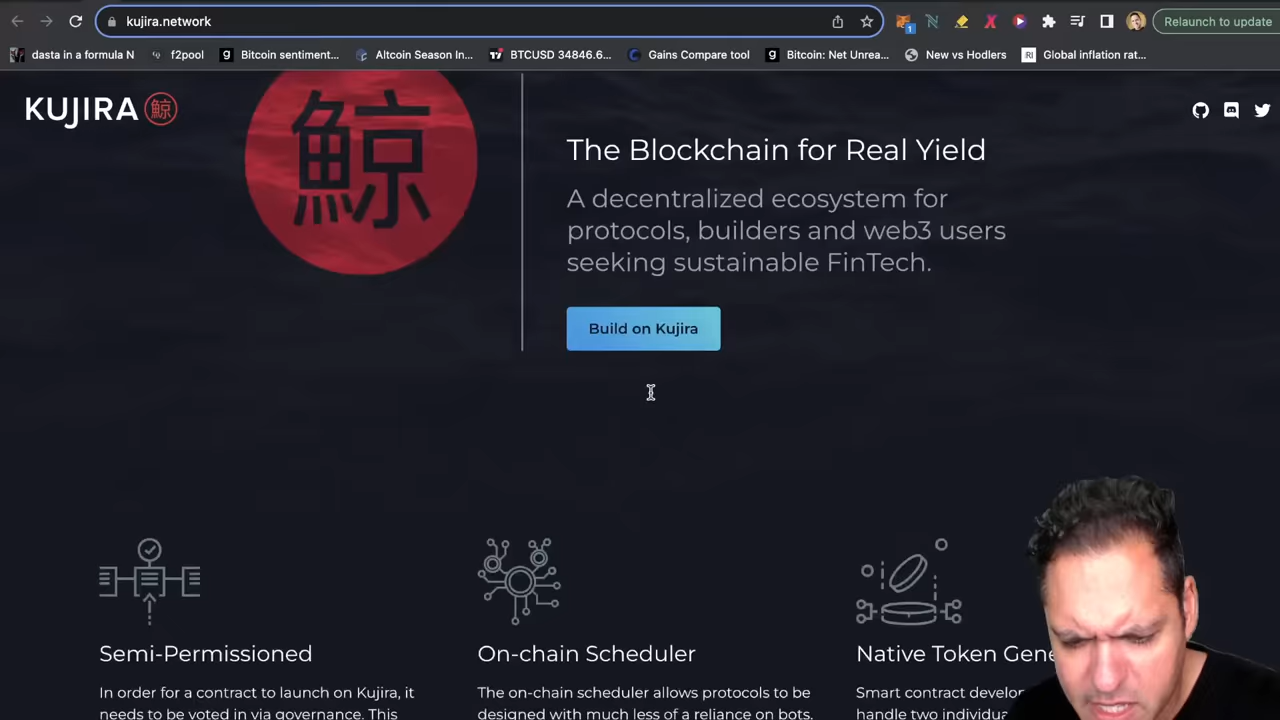 kujira.network
Relaunch to update
1
dasta in a formula N
f2pool
Bitcoin sentiment...
Altcoin Season In...
BTCUSD 34846 6...
Gains Compare tool
Bitcoin: Net Unrea...
New vs Hodlers
RI
Global inflation rat...
KUJIRA 鯨
鯨
The Blockchain for Real Yield
A decentralized ecosystem for
protocols, builders and web3 users
seeking sustainable FinTech.
Build on Kujira
Semi-Permissioned
In order for a contract to launch on Kujira, it
needs to be voted in via governance. This
On-chain Scheduler
The on-chain scheduler allows protocols to be
designed with much less of a reliance on bots.
Native Token Gene
Smart contract develop
handle two individua